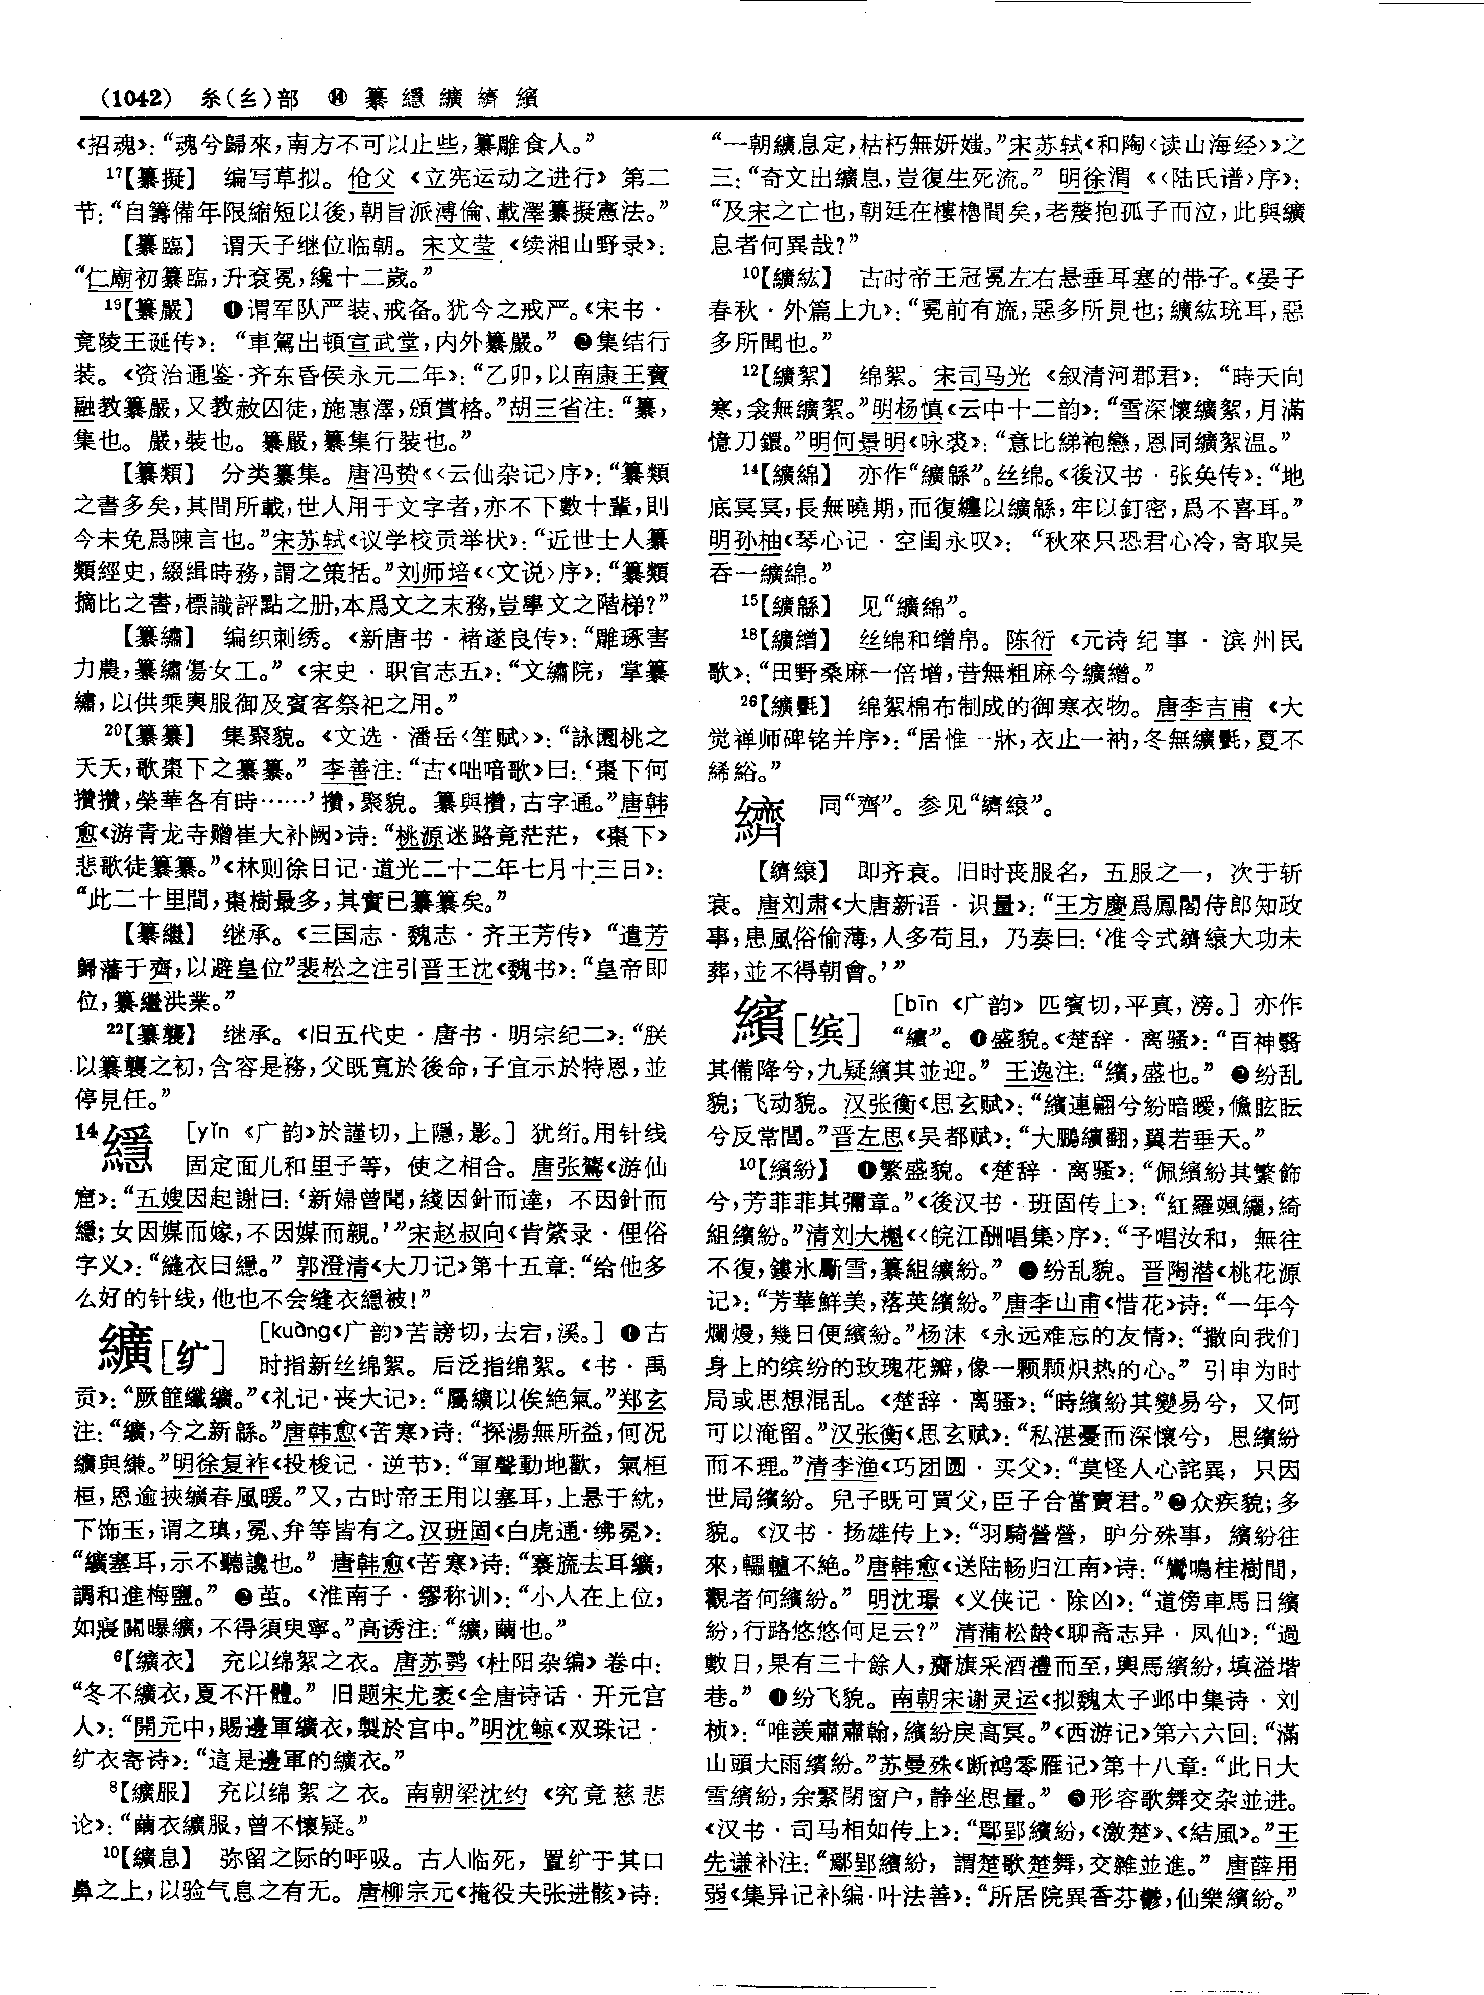 (1042) 糸(纟)部 ⑭ 纂繧纊纃繽
《招魂》：“魂兮歸來，南方不可以止些，纂雕食人。”
17【纂擬】 编写草拟。伧父《立宪运动之进行》第二
节：“自籌備年限縮短以後，朝旨派溥倫、載澤纂擬憲法。”
【纂臨】 谓天子继位临朝。宋文莹《续湘山野录》：
“仁廟初纂臨，升衮冕，纔十二歲。”
19【纂嚴】 ❶谓军队严装、戒备。犹今之戒严。《宋书·
竟陵王诞传》：“車駕出頓宣武堂，内外纂嚴。” ❷集结行
装。《资治通鉴·齐东昏侯永元二年》：“乙卯，以南康王寶
融教纂嚴，又教赦囚徒，施惠澤，頒賞格。”胡三省注：“纂，
集也。嚴，裝也。纂嚴，纂集行裝也。”
【纂類】 分类纂集。唐冯贽《〈云仙杂记〉序》：“纂類
之書多矣，其間所載，世人用于文字者，亦不下數十輩，則
今未免爲陳言也。”宋苏轼《议学校贡举状》：“近世士人纂
類經史，綴緝時務，謂之策括。”刘师培《〈文说〉序》：“纂類
摘比之書，標識評點之册，本爲文之末務，豈學文之階梯？”
【纂繡】 编织刺绣。《新唐书·褚遂良传》：“雕琢害
力農，纂繡傷女工。”《宋史·职官志五》：“文繡院，掌纂
繡，以供乘輿服御及賓客祭祀之用。”
20【纂纂】 集聚貌。《文选·潘岳〈笙赋〉》：“詠園桃之
夭夭，歌棗下之纂纂。” 李善注：“古《咄唶歌》曰：‘棗下何
攢攢，榮華各有時……’攢，聚貌。纂與攢，古字通。”唐韩
愈《游青龙寺赠崔大补阙》诗：“桃源迷路竟茫茫，《棗下》
悲歌徒纂纂。”《林则徐日记·道光二十二年七月十三日》：
“此二十里間，棗樹最多，其實已纂纂矣。”
【纂繼】 继承。《三国志·魏志·齐王芳传》“遣芳
歸藩于齊，以避皇位”裴松之注引晋王沈《魏书》：“皇帝即
位，纂繼洪業。”
22【纂襲】 继承。《旧五代史·唐书·明宗纪二》：“朕
以纂襲之初，含容是務，父既寬於後命，子宜示於特恩，並
停見任。”
14 [yǐn 《广韵》於謹切，上隱，影。] 犹绗。用针线
固定面儿和里子等，使之相合。唐张鷟《游仙
窟》：“五嫂因起謝曰：‘新婦曾聞，綫因針而達，不因針而
；女因媒而嫁，不因媒而親。’”宋赵叔向《肯綮录·俚俗
字义》：“縫衣曰。” 郭澄清《大刀记》第十五章：“给他多
么好的针线，他也不会缝衣被！”
纊[纩] [kuàng《广韵》苦謗切，去宕，溪。] ❶古
时指新丝绵絮。后泛指绵絮。《书·禹
贡》：“厥篚纖纊。”《礼记·丧大记》：“屬纊以俟絶氣。”郑玄
注：“纊，今之新緜。”唐韩愈《苦寒》诗：“探湯無所益，何况
纊與縑。”明徐复祚《投梭记·逆节》：“軍聲動地歡，氣桓
桓，恩逾挾纊春風暖。”又，古时帝王用以塞耳，上悬于紞，
下饰玉，谓之瑱，冕、弁等皆有之。汉班固《白虎通·绋冕》：
“纊塞耳，示不聽讒也。” 唐韩愈《苦寒》诗：“褰旒去耳纊，
調和進梅鹽。” ❷茧。《淮南子·缪称训》：“小人在上位，
如寢關曝纊，不得須臾寧。”高诱注：“纊，繭也。”
6【纊衣】 充以绵絮之衣。唐苏鹗《杜阳杂编》卷中：
“冬不纊衣，夏不汗體。” 旧题宋尤袤《全唐诗话·开元宫
人》：“開元中，賜邊軍纊衣，製於宫中。”明沈鲸《双珠记·
纩衣寄诗》：“這是邊軍的纊衣。”
8【纊服】 充以绵絮之衣。南朝梁沈约《究竟慈悲
论》：“繭衣纊服，曾不懷疑。”
10【纊息】 弥留之际的呼吸。古人临死，置纩于其口
鼻之上，以验气息之有无。唐柳宗元《掩役夫张进骸》诗：
“一朝纊息定，枯朽無妍媸。”宋苏轼《和陶〈读山海经〉》之
三：“奇文出纊息，豈復生死流。” 明徐渭《〈陆氏谱〉序》：
“及宋之亡也，朝廷在樓櫓間矣，老嫠抱孤子而泣，此與纊
息者何異哉？”
10【纊紘】 古时帝王冠冕左右悬垂耳塞的带子。《晏子
春秋·外篇上九》：“冕前有旒，惡多所見也；纊紘珫耳，惡
多所聞也。”
12【纊絮】 绵絮。宋司马光《叙清河郡君》：“時天向
寒，衾無纊絮。”明杨慎《云中十二韵》：“雪深懷纊絮，月滿
憶刀鐶。”明何景明《咏裘》：“意比綈袍戀，恩同纊絮温。”
14【纊綿】 亦作“纊緜”。丝绵。《後汉书·张奂传》：“地
底冥冥，長無曉期，而復纏以纊緜，牢以釘密，爲不喜耳。”
明孙柚《琴心记·空闺永叹》：“秋來只恐君心冷，寄取吴
吞一纊綿。”
15【纊緜】 见“纊綿”。
18【纊繒】 丝绵和缯帛。陈衍《元诗纪事·滨州民
歌》：“田野桑麻一倍增，昔無粗麻今纊繒。”
26【纊氎】 绵絮棉布制成的御寒衣物。唐李吉甫《大
觉禅师碑铭并序》：“居惟一牀，衣止一衲，冬無纊氎，夏不
絺綌。”
纃 同“齊”。参见“纃縗”。
【纃縗】 即齐衰。旧时丧服名，五服之一，次于斩
衰。唐刘肃《大唐新语·识量》：“王方慶爲鳳閣侍郎知政
事，患風俗偷薄，人多苟且，乃奏曰：‘准令式纃縗大功未
葬，並不得朝會。’”
繽[缤] [bīn 《广韵》匹賓切，平真，滂。] 亦作
“繽”。❶盛貌。《楚辞·离骚》：“百神翳
其備降兮，九疑繽其並迎。” 王逸注：“繽，盛也。” ❷纷乱
貌；飞动貌。汉张衡《思玄赋》：“繽連翩兮紛暗曖，儵眩眃
兮反常閭。”晋左思《吴都赋》：“大鵬繽翻，翼若垂天。”
10【繽紛】 ❶繁盛貌。《楚辞·离骚》：“佩繽紛其繁飾
兮，芳菲菲其彌章。”《後汉书·班固传上》：“紅羅颯纚，綺
組繽紛。”清刘大櫆《〈皖江酬唱集〉序》：“予唱汝和，無往
不復，鏤氷斵雪，纂組繽紛。” ❷纷乱貌。晋陶潜《桃花源
记》：“芳華鮮美，落英繽紛。”唐李山甫《惜花》诗：“一年今
爛熳，幾日便繽紛。”杨沫《永远难忘的友情》：“撒向我们
身上的缤纷的玫瑰花瓣，像一颗颗炽热的心。” 引申为时
局或思想混乱。《楚辞·离骚》：“時繽紛其變易兮，又何
可以淹留。”汉张衡《思玄赋》：“私湛憂而深懷兮，思繽紛
而不理。”清李渔《巧团圆·买父》：“莫怪人心詫異，只因
世局繽紛。兒子既可買父，臣子合當賣君。”❸众疾貌；多
貌。《汉书·扬雄传上》：“羽騎營營，昈分殊事，繽紛往
來，轠轤不絶。”唐韩愈《送陆畅归江南》诗：“鸞鳴桂樹間，
觀者何繽紛。” 明沈璟《义侠记·除凶》：“道傍車馬日繽
紛，行路悠悠何足云？” 清蒲松龄《聊斋志异·凤仙》：“過
數日，果有三十餘人，齎旗采酒禮而至，輿馬繽紛，填溢堦
巷。” ❹纷飞貌。南朝宋谢灵运《拟魏太子邺中集诗·刘
桢》：“唯羨肅肅翰，繽紛戾高冥。”《西游记》第六六回：“滿
山頭大雨繽紛。”苏曼殊《断鸿零雁记》第十八章：“此日大
雪繽紛，余緊閉窗户，静坐思量。” ❺形容歌舞交杂並进。
《汉书·司马相如传上》：“鄢郢繽紛，《激楚》、《結風》。”王
先谦补注：“鄢郢繽紛，謂楚歌楚舞，交雜並進。” 唐薛用
弱《集异记补编·叶法善》：“所居院異香芬鬱，仙樂繽紛。”